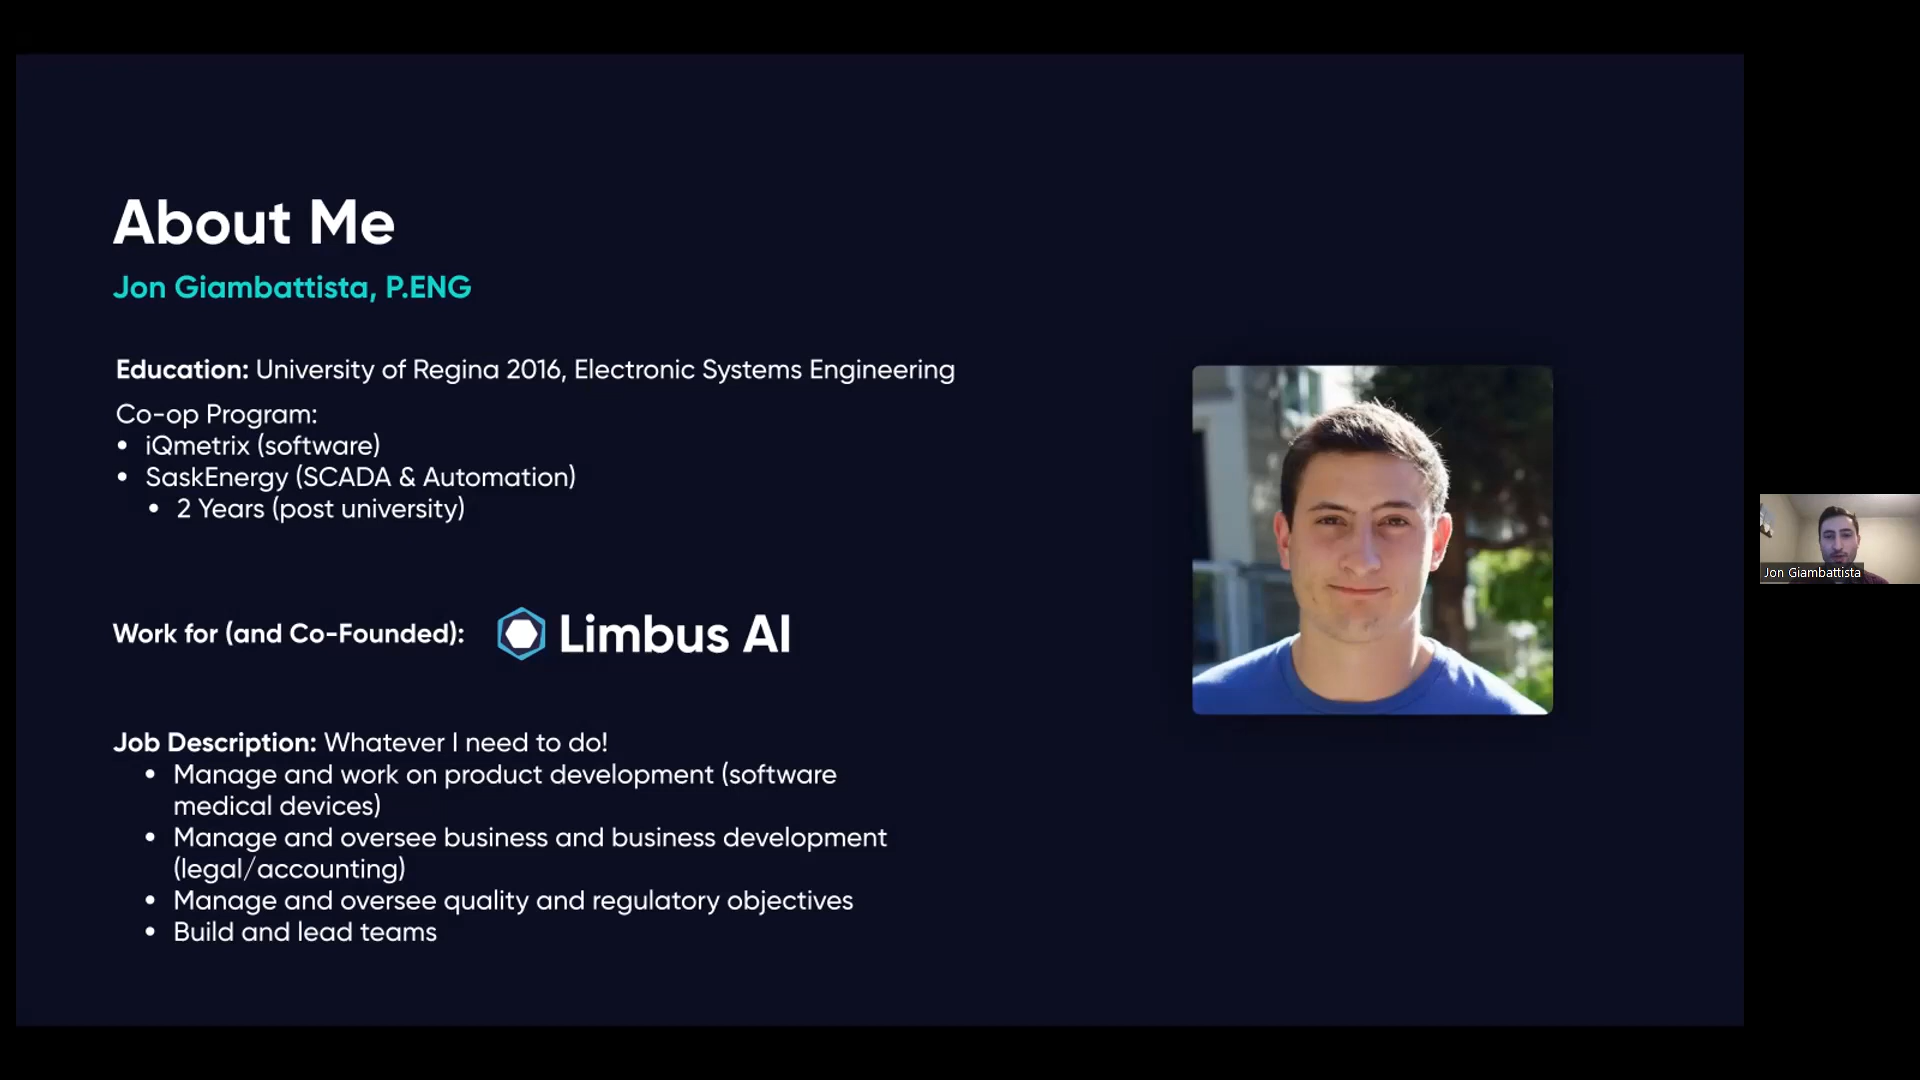 About Me
Jon Giambattista, P.ENG
Education: University of Regina 2016, Electronic Systems Engineering
Co-op Program:
• iQmetrix (software)
• SaskEnergy (SCADA & Automation)
• 2 Years (post university)
Work for (and Co-Founded): Limbus AI
Job Description: Whatever I need to do!
• Manage and work on product development (software
medical devices)
• Manage and oversee business and business development
(legal/accounting)
• Manage and oversee quality and regulatory objectives
• Build and lead teams
Jon Giambattista